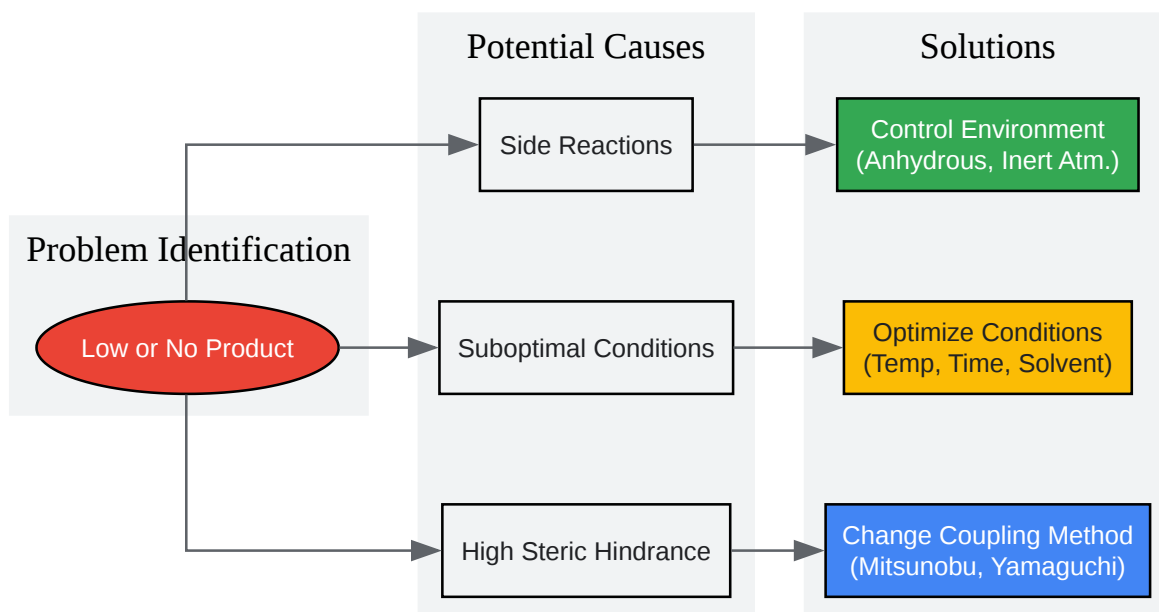 Potential Causes
Solutions
Side Reactions
Control Environment
(Anhydrous, Inert Atm.)
Problem Identification
Low or No Product
Suboptimal Conditions
Optimize Conditions
(Temp, Time, Solvent)
High Steric Hindrance
Change Coupling Method
(Mitsunobu, Yamaguchi)